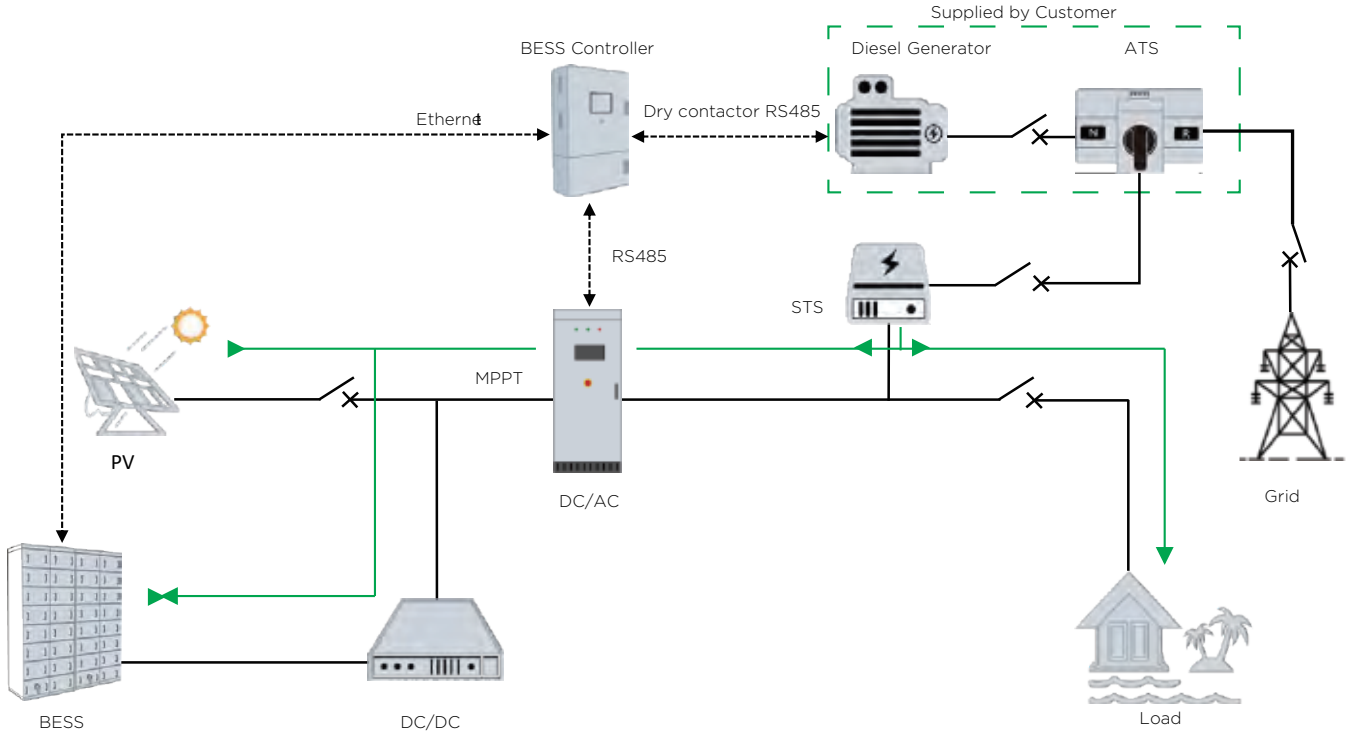 Supplied by Customer
BESS Controller
Diesel Generator
ATS
Ethernet
Dry contactor RS485
N
R
RS485
STS
MPPT
PV
DC/AC
Grid
BESS
DC/DC
Load